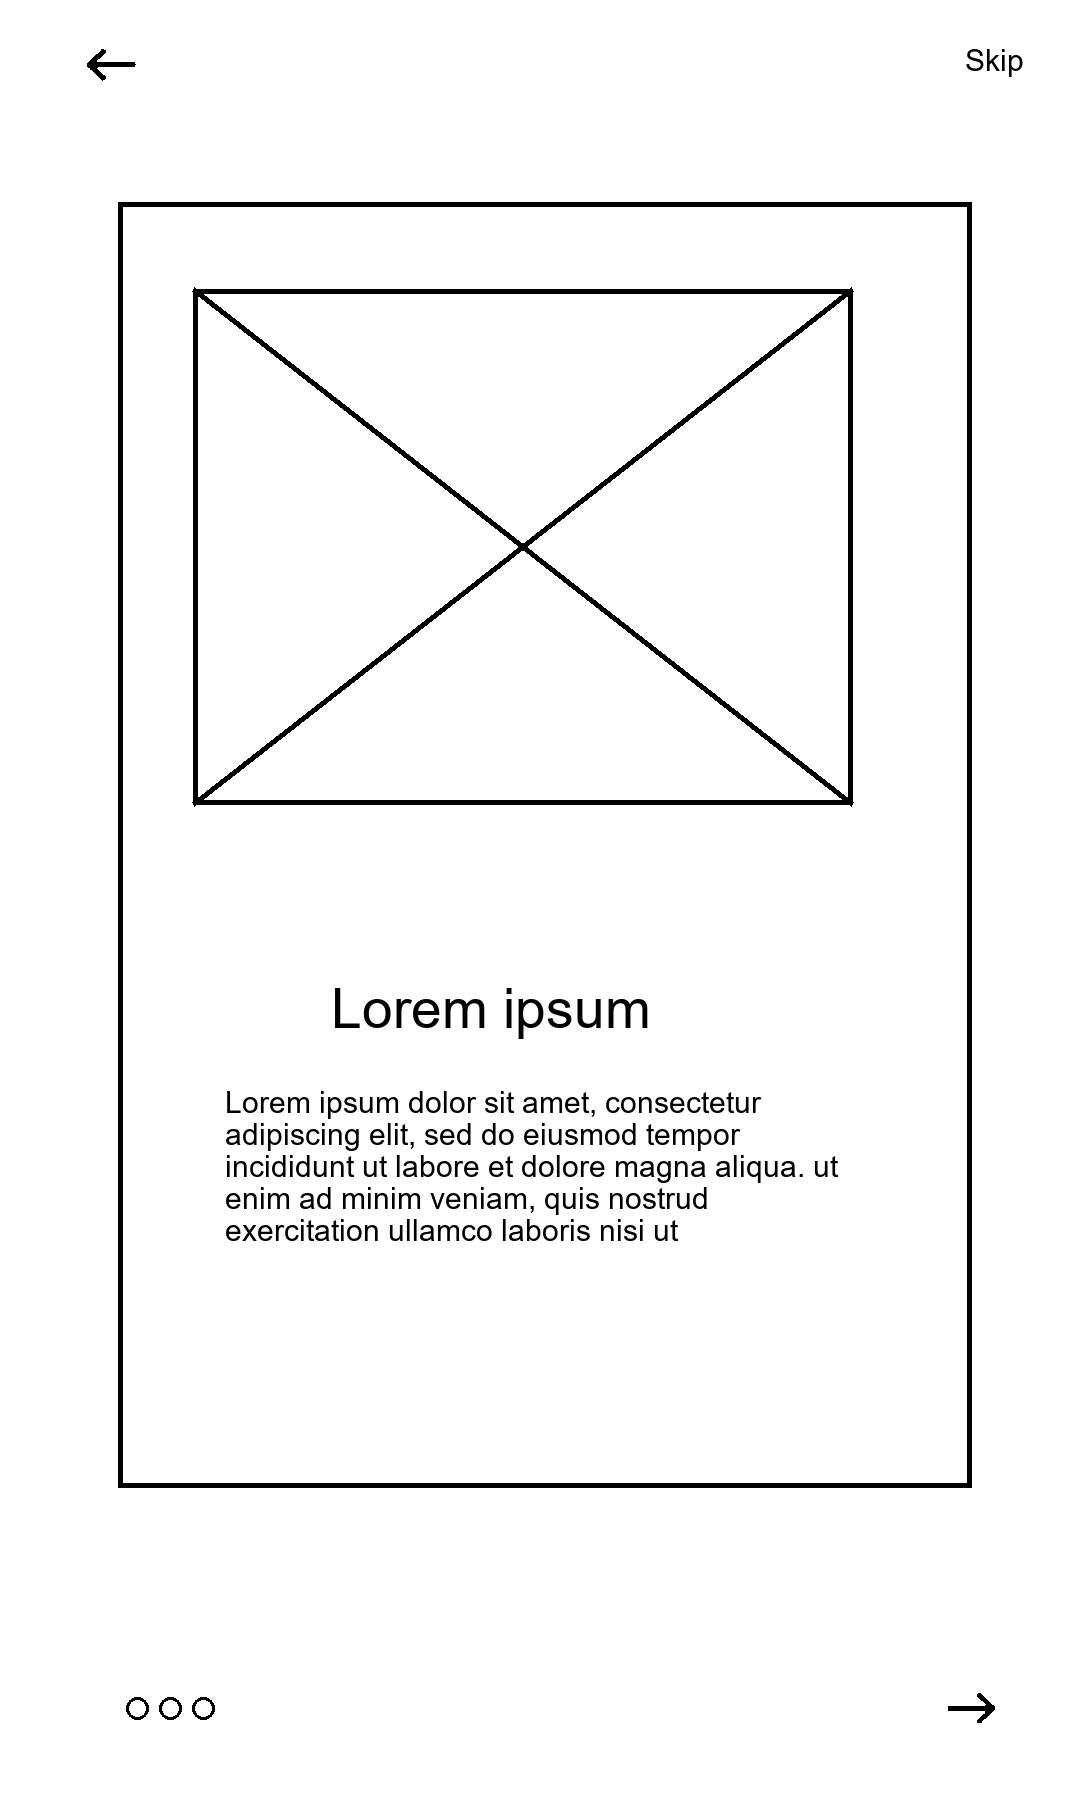 Skip
Lorem ipsum
Lorem ipsum dolor sit amet, consectetur
adipiscing elit, sed do eiusmod tempor
incididunt ut labore et dolore magna aliqua. ut
enim ad minim veniam, quis nostrud
exercitation ullamco laboris nisi ut